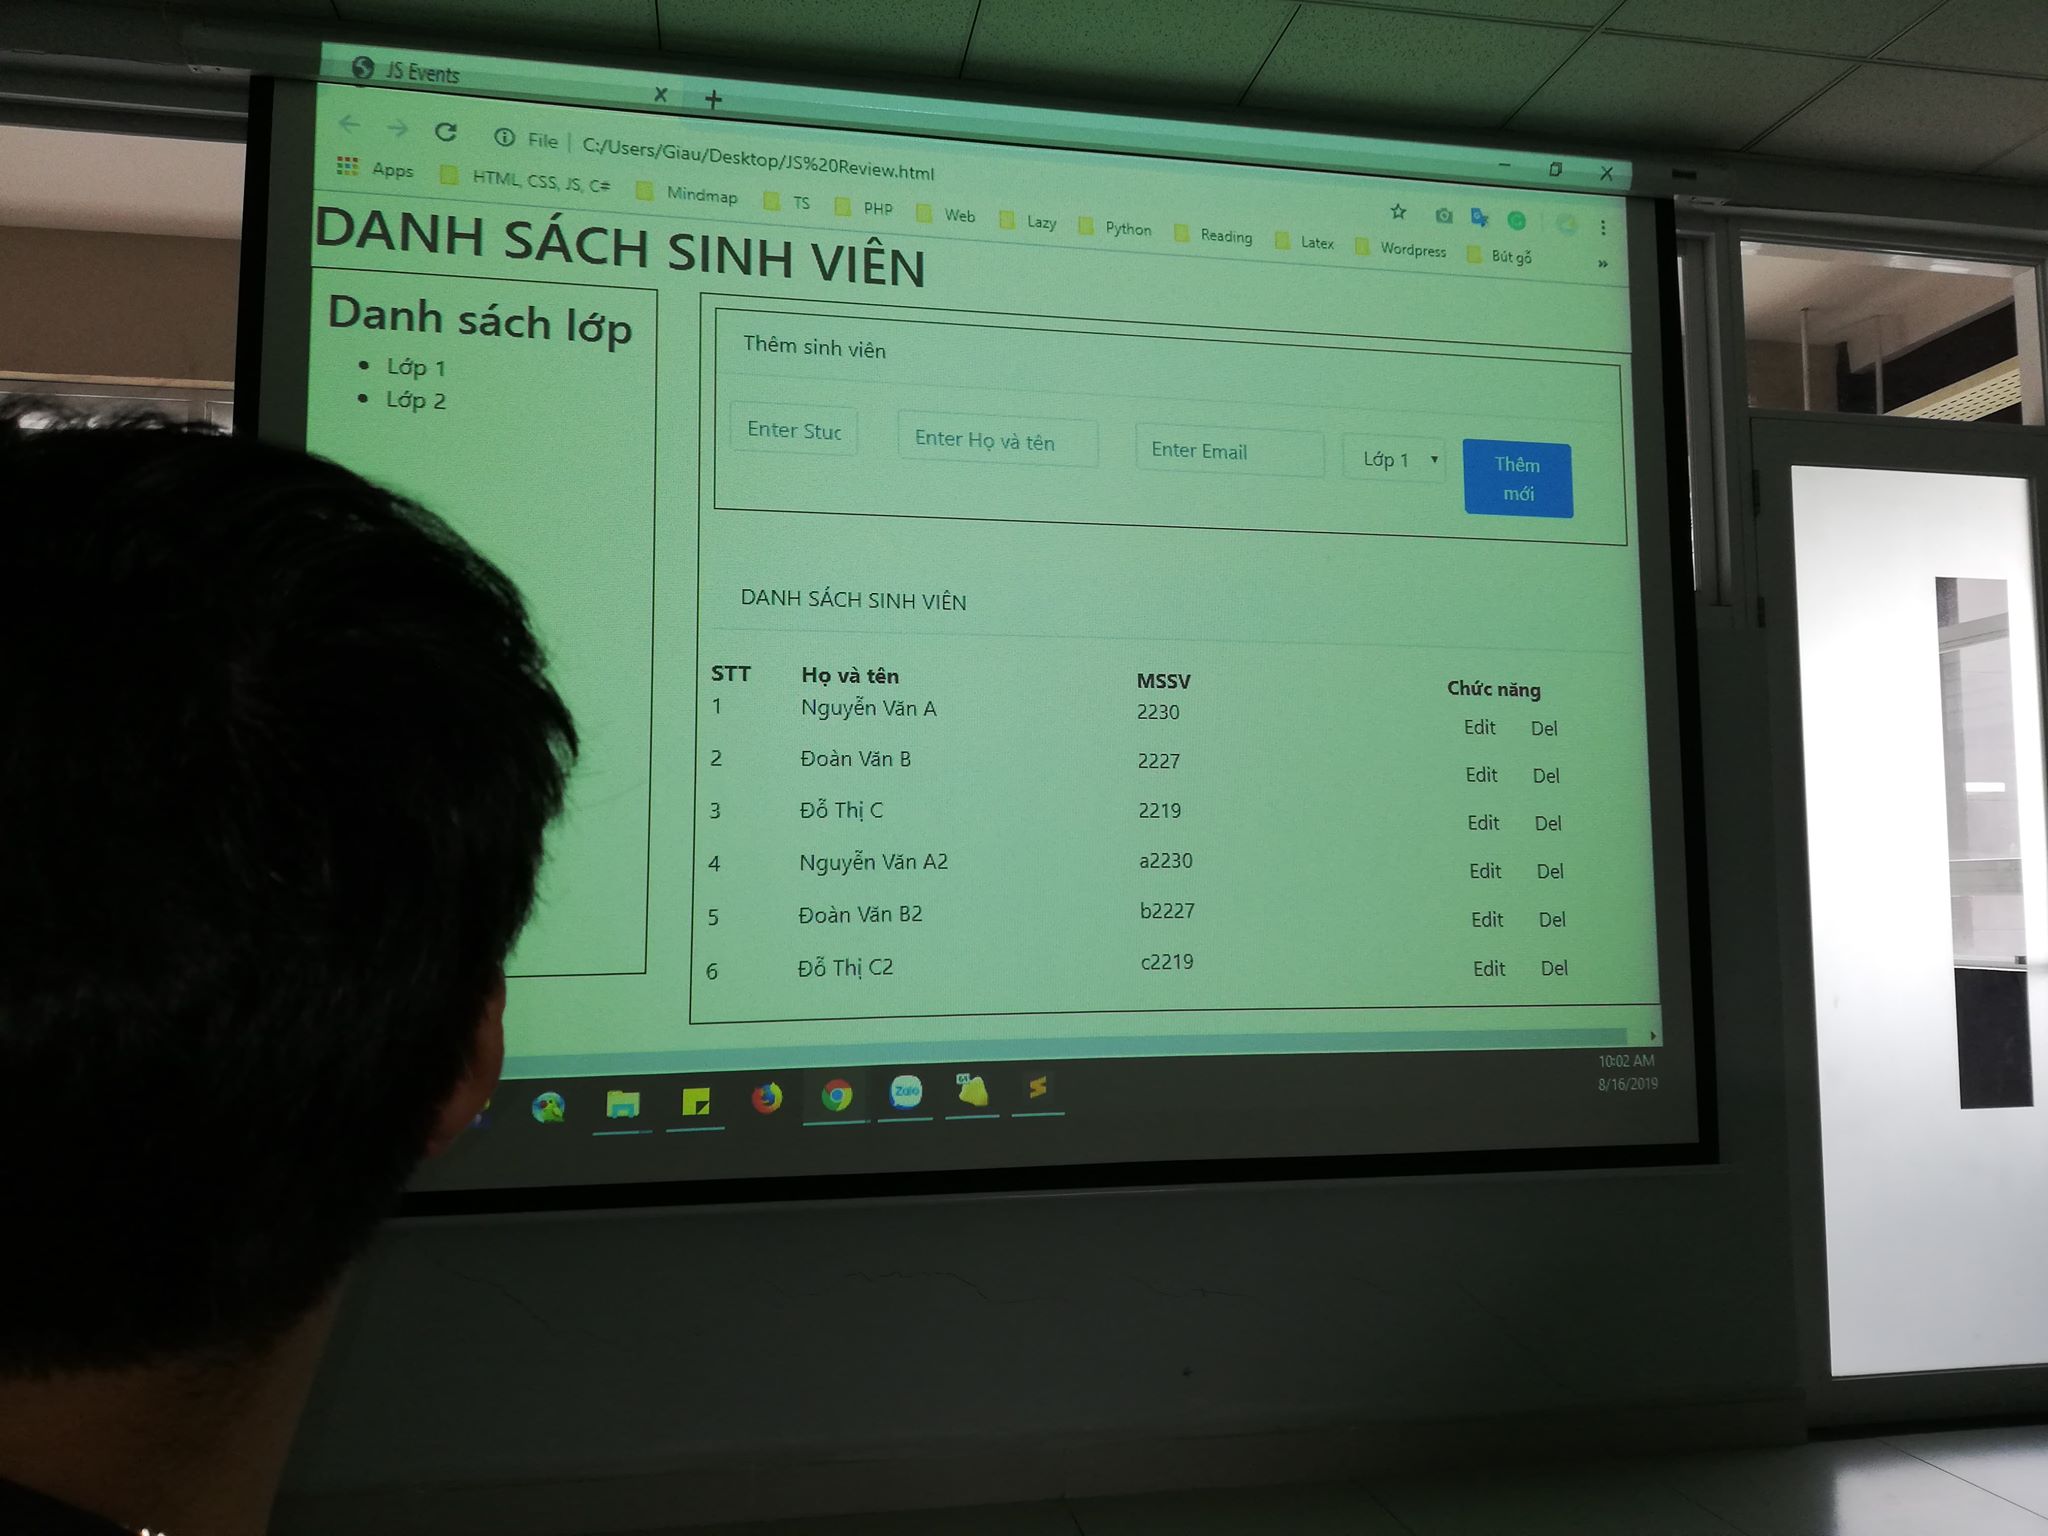 JS Events
File | C:/Users/Giau/Desktop/JS%20Review.html
Apps HTML, CSS, JS, C# Mindmap TS PHP Web Lazy Python Reading Latex Wordpress Bút gỗ »
DANH SÁCH SINH VIÊN
Danh sách lớp
Lớp 1
Lớp 2
Thêm sinh viên
Enter Stuc Enter Họ và tên Enter Email Lớp 1 Thêm
mới
DANH SÁCH SINH VIÊN
STT Họ và tên MSSV Chức năng
1 Nguyễn Văn A 2230 Edit Del
2 Đoàn Văn B 2227 Edit Del
3 Đỗ Thị C 2219 Edit Del
4 Nguyễn Văn A2 a2230 Edit Del
5 Đoàn Văn B2 b2227 Edit Del
6 Đỗ Thị C2 c2219 Edit Del
Zalo
10:02 AM
8/16/2019